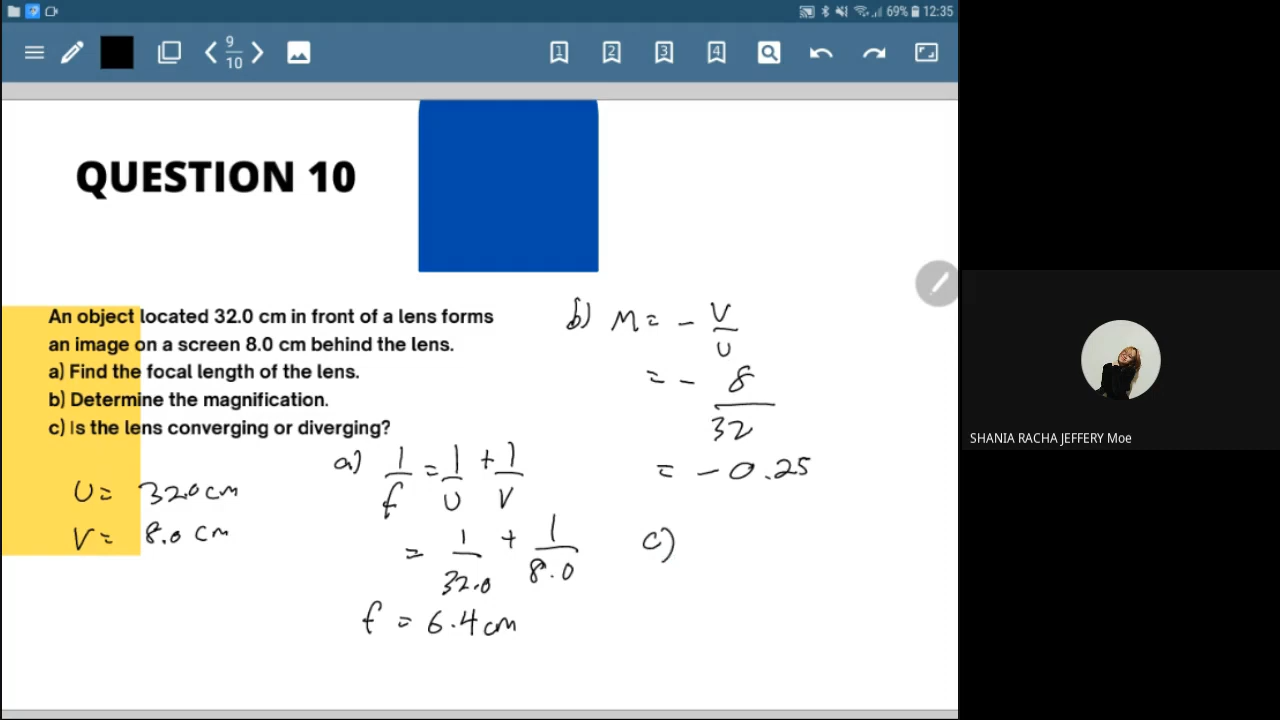 69% 12:35
9
10
1
2
3
4
QUESTION 10
An object located 32.0 cm in front of a lens forms
an image on a screen 8.0 cm behind the lens.
a) Find the focal length of the lens.
b) Determine the magnification.
c) Is the lens converging or diverging?
U = 32.0 cm
V = 8.0 cm
a) 1/f = 1/U + 1/V
= 1/32.0 + 1/8.0
f = 6.4 cm
b) M = - V/U
= - 8/32
= - 0.25
c)
SHANIA RACHA JEFFERY Moe